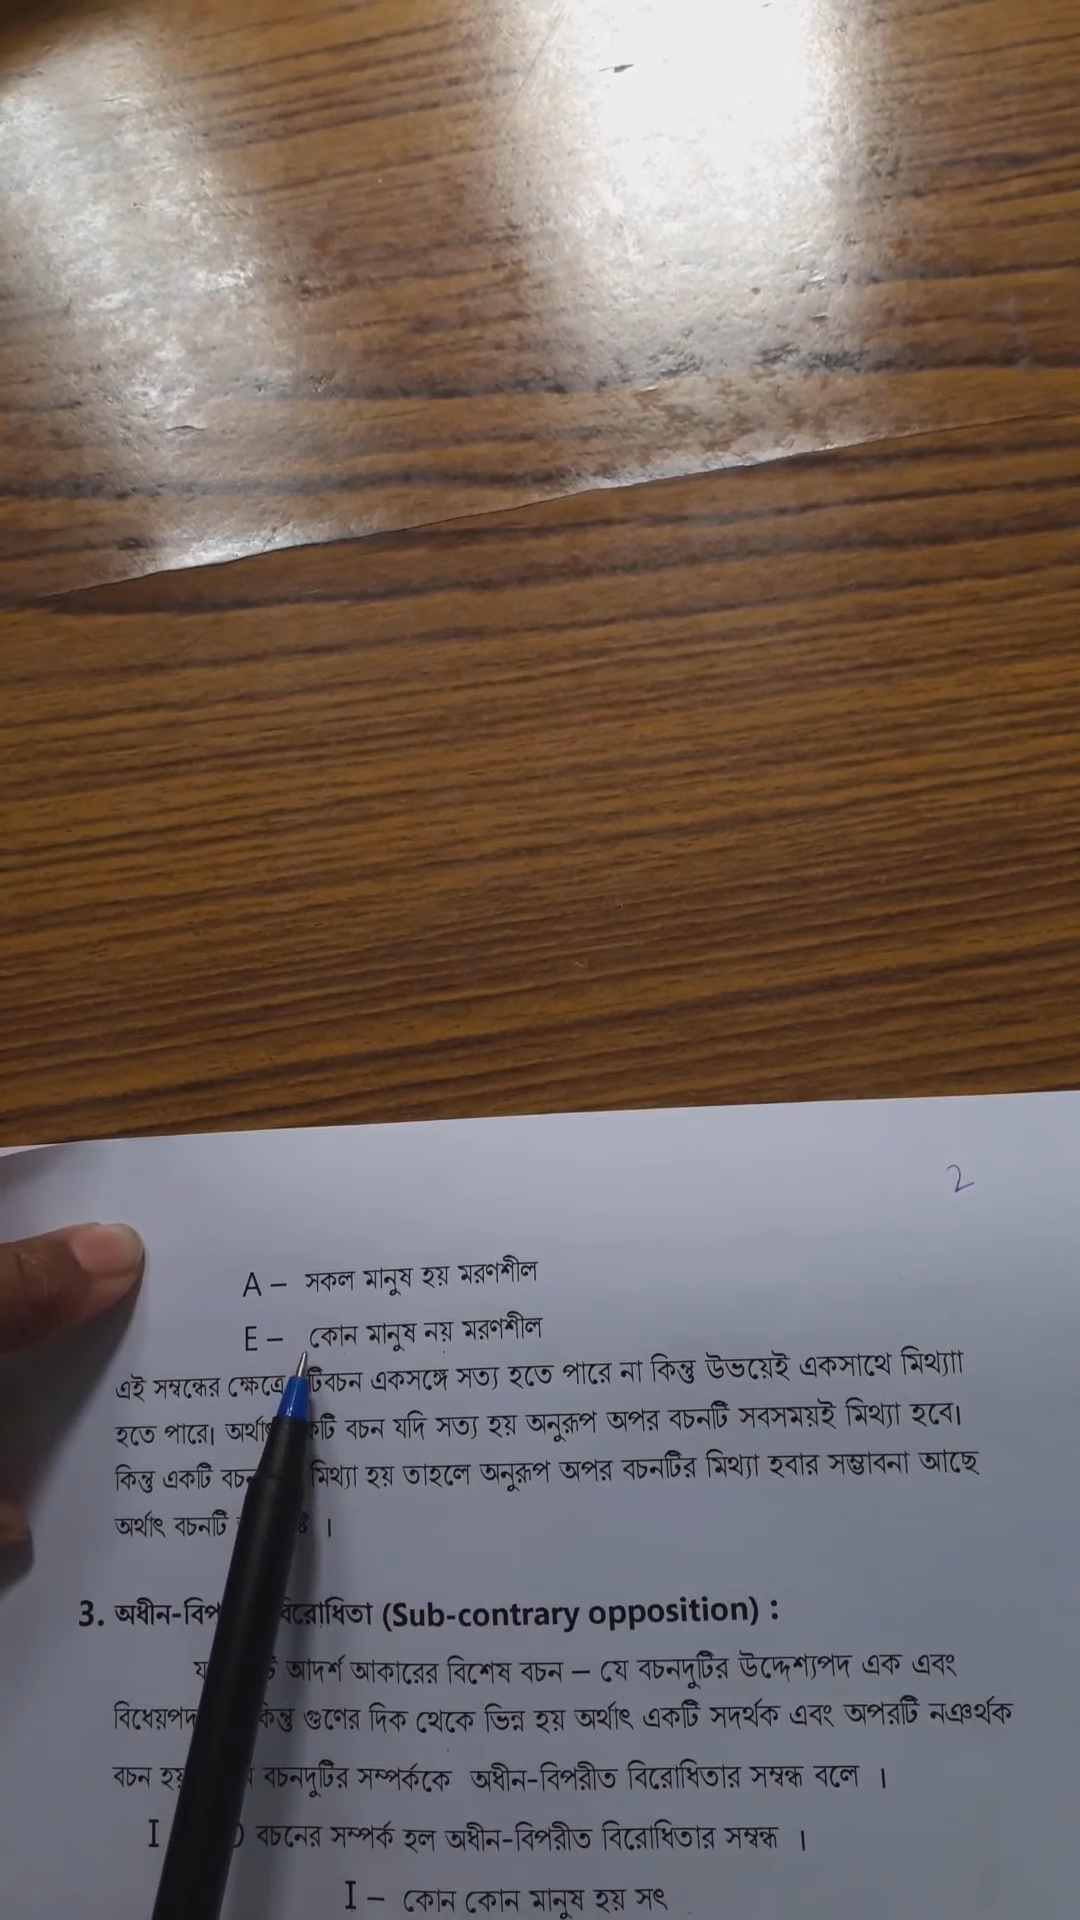 2
A – সকল মানুষ হয় মরণশীল
E – কোন মানুষ নয় মরণশীল
এই সম্বন্ধের ক্ষেত্রে টিবচন একসঙ্গে সত্য হতে পারে না কিন্তু উভয়েই একসাথে মিথ্যাা
হতে পারে। অর্থাৎ কটি বচন যদি সত্য হয় অনুরূপ অপর বচনটি সবসময়ই মিথ্যা হবে।
কিন্তু একটি বচ মিথ্যা হয় তাহলে অনুরূপ অপর বচনটির মিথ্যা হবার সম্ভাবনা আছে
অর্থাৎ বচনটি ।
3. অধীন-বিপ বিরোধিতা (Sub-contrary opposition) :
য আদর্শ আকারের বিশেষ বচন – যে বচনদুটির উদ্দেশ্যপদ এক এবং
বিধেয়পদ কিন্তু গুণের দিক থেকে ভিন্ন হয় অর্থাৎ একটি সদর্থক এবং অপরটি নঞর্থক
বচন হয় বচনদুটির সম্পর্ককে অধীন-বিপরীত বিরোধিতার সম্বন্ধ বলে ।
I বচনের সম্পর্ক হল অধীন-বিপরীত বিরোধিতার সম্বন্ধ ।
I – কোন কোন মানুষ হয় সৎ